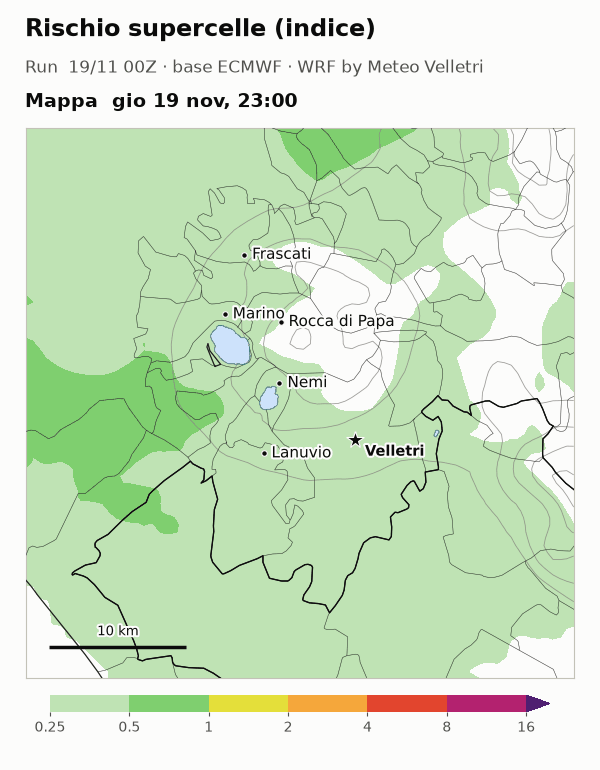 Rischio supercelle (indice)
Run  19/11 00Z · base ECMWF · WRF by Meteo Velletri
Mappa  gio 19 nov, 23:00
Frascati
Marino
Rocca di Papa
Nemi
Velletri
Lanuvio
10 km
0.25 0.5 1 2 4 8 16